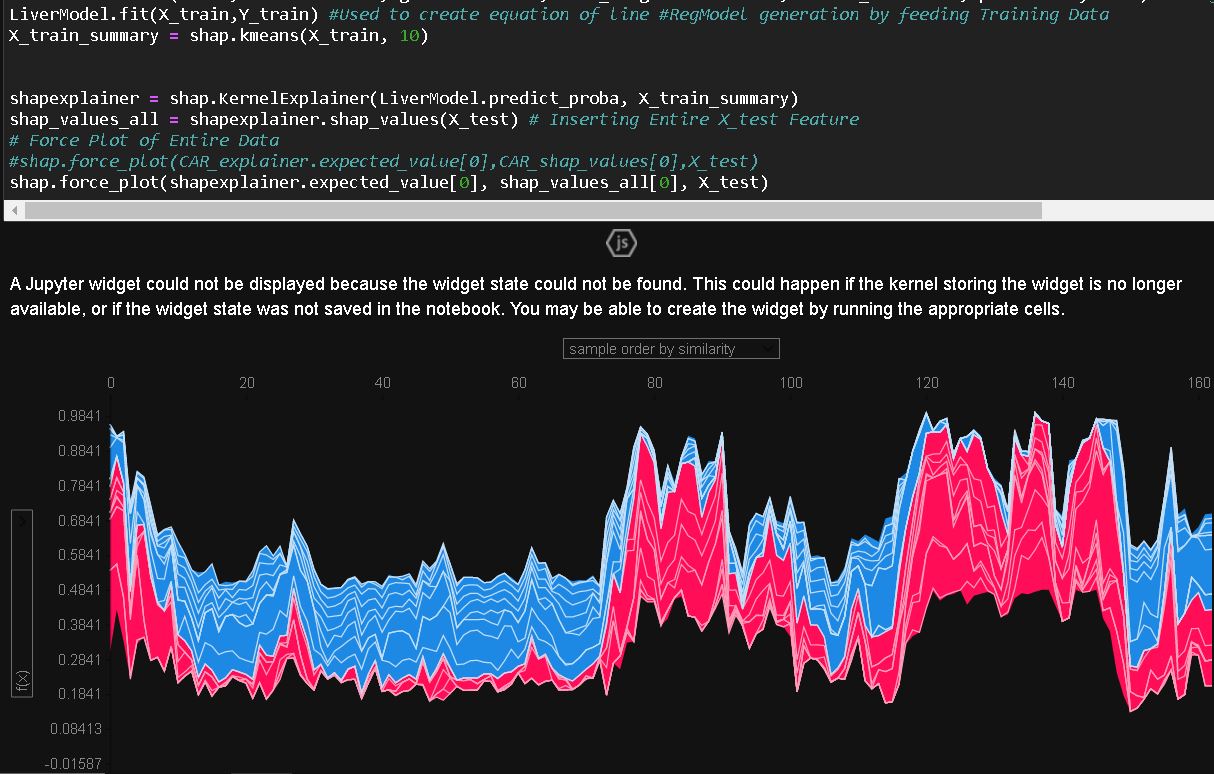 LiverModel.fit(X_train,Y_train) #Used to create equation of line #RegModel generation by feeding Training Data
X_train_summary = shap.kmeans(X_train, 10)
shapexplainer = shap.KernelExplainer(LiverModel.predict_proba, X_train_summary)
shap_values_all = shapexplainer.shap_values(X_test) # Inserting Entire X_test Feature
# Force Plot of Entire Data
#shap.force_plot(CAR_explainer.expected_value[0],CAR_shap_values[0],X_test)
shap.force_plot(shapexplainer.expected_value[0], shap_values_all[0], X_test)
js
A Jupyter widget could not be displayed because the widget state could not be found. This could happen if the kernel storing the widget is no longer
available, or if the widget state was not saved in the notebook. You may be able to create the widget by running the appropriate cells.
sample order by similarity
0 20 40 60 80 100 120 140 160
0.9841
0.8841
0.7841
0.6841
0.5841
0.4841
0.3841
0.2841
0.1841
0.08413
-0.01587
f(x)